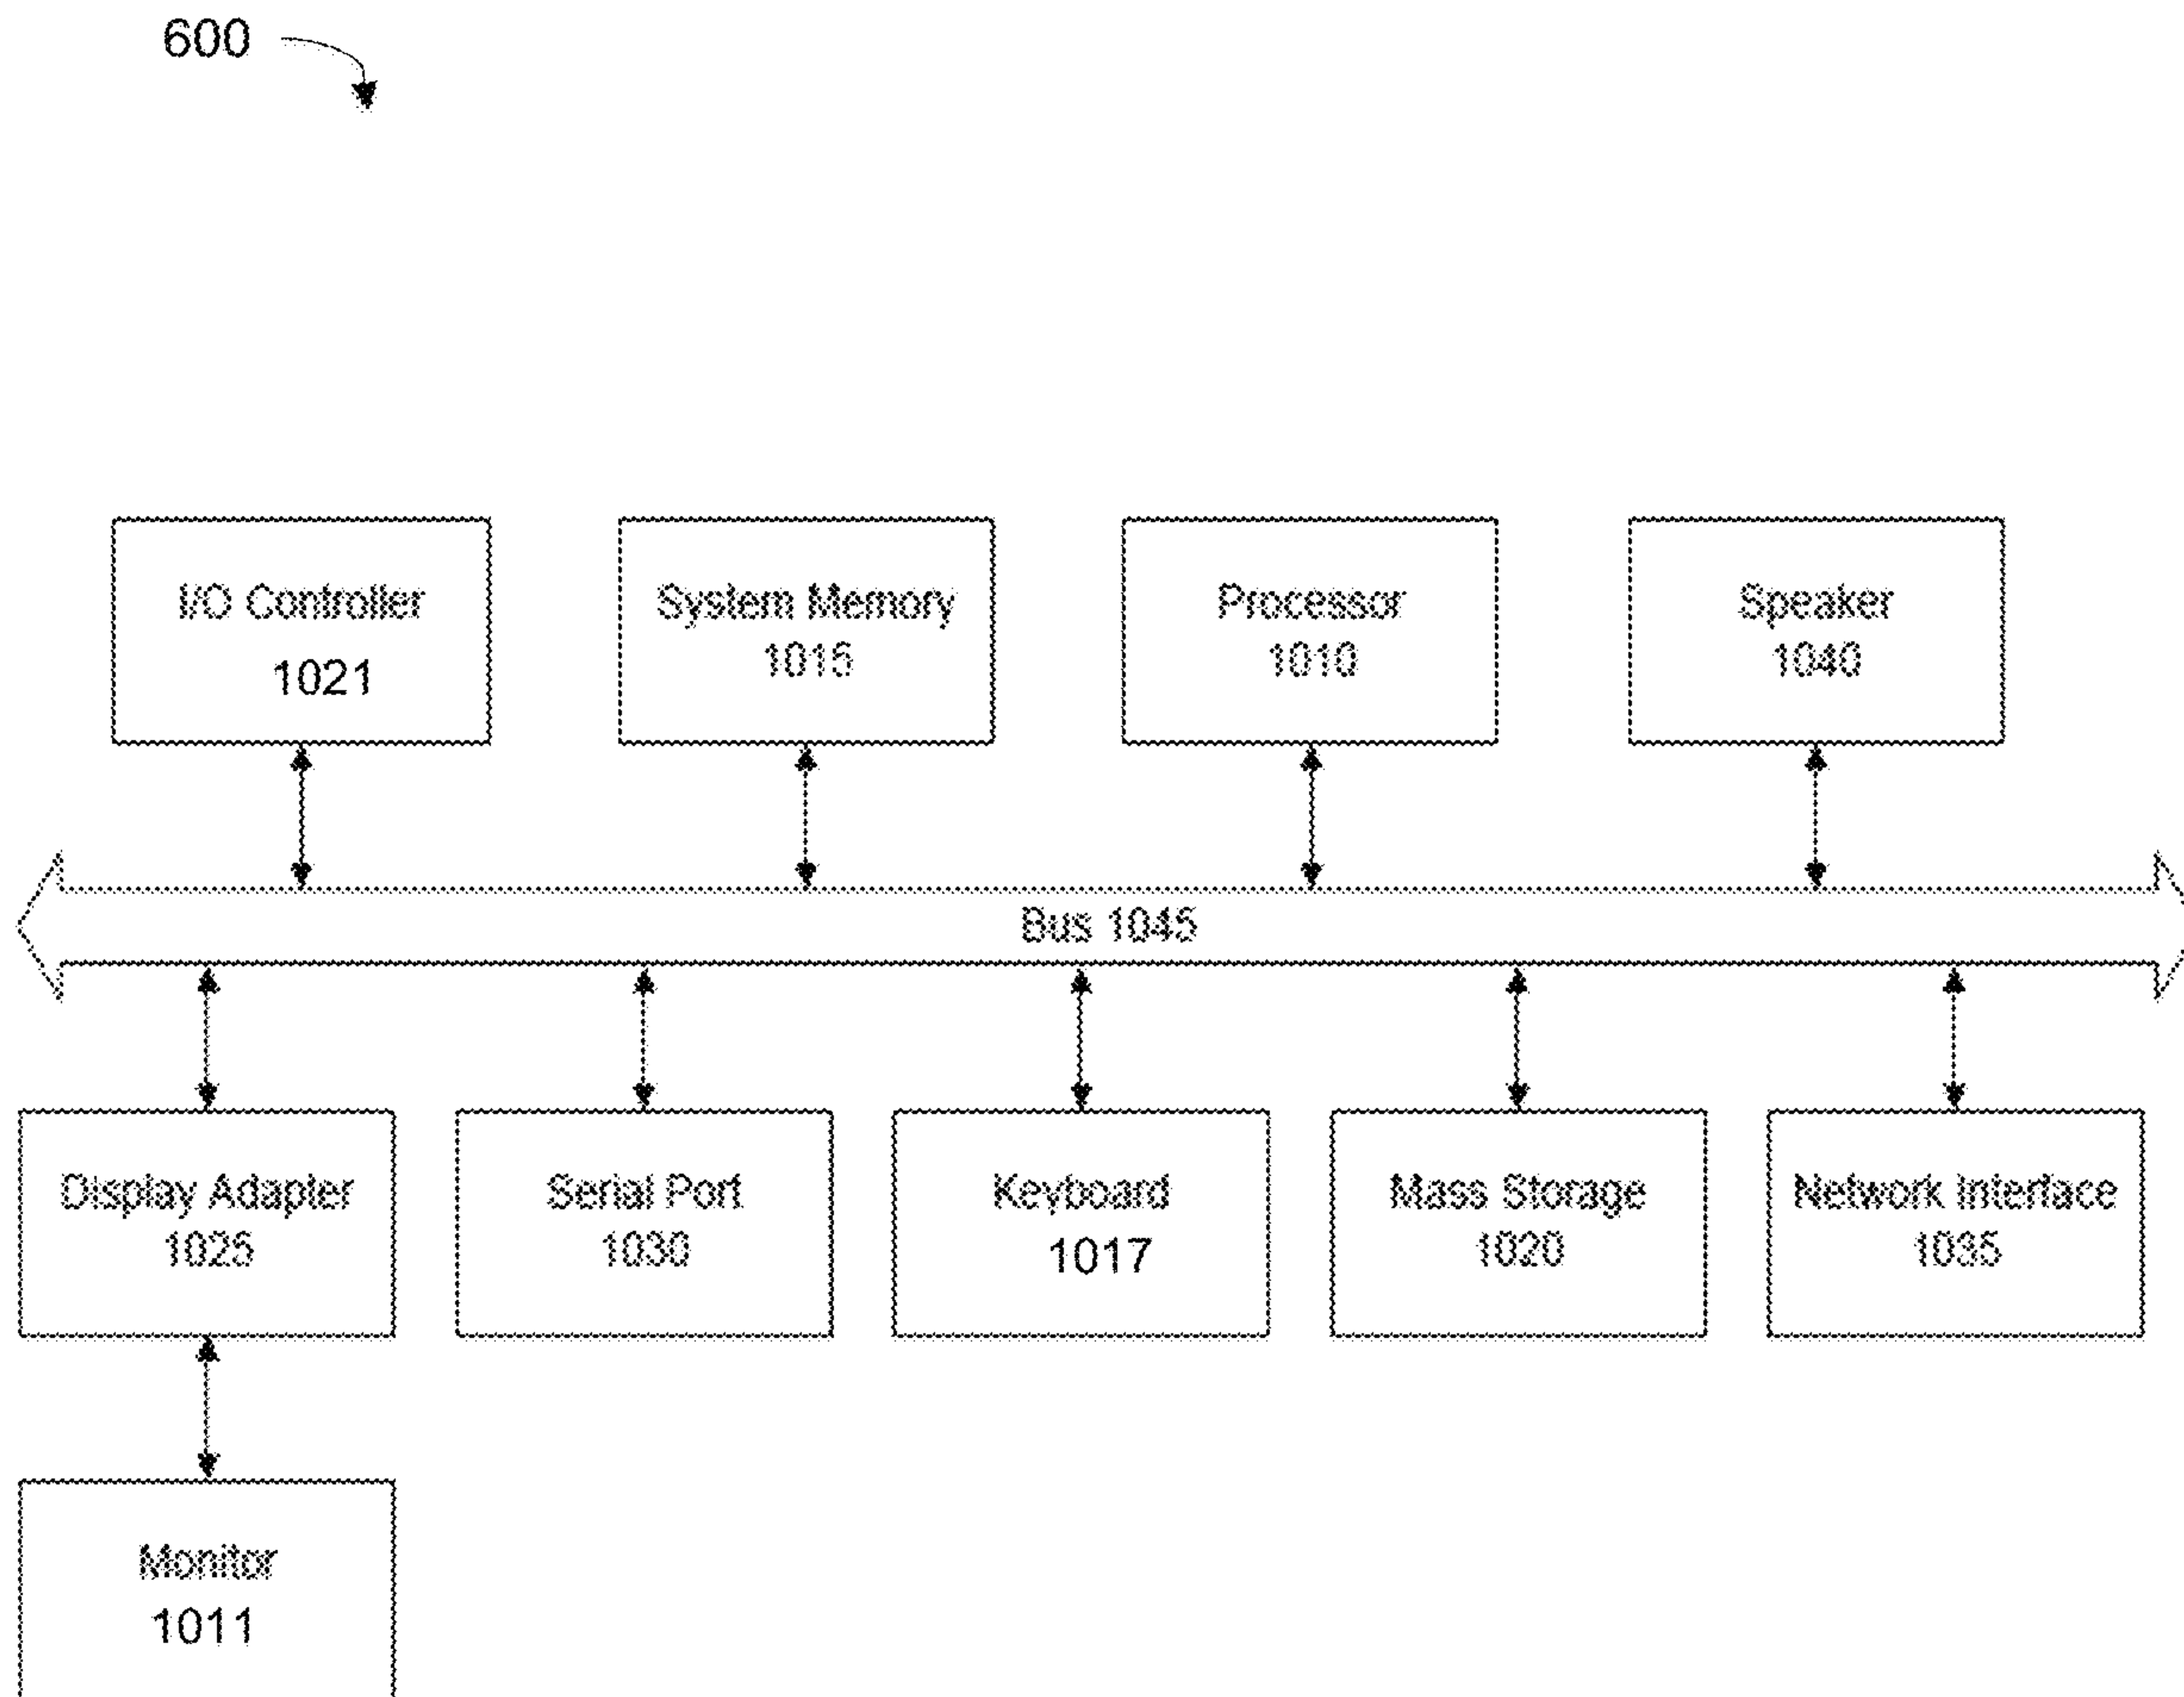 600
I/O Controller
1021
System Memory
1015
Processor
1010
Speaker
1040
Bus 1045
Display Adapter
1025
Serial Port
1030
Keyboard
1017
Mass Storage
1020
Network Interface
1035
Monitor
1011